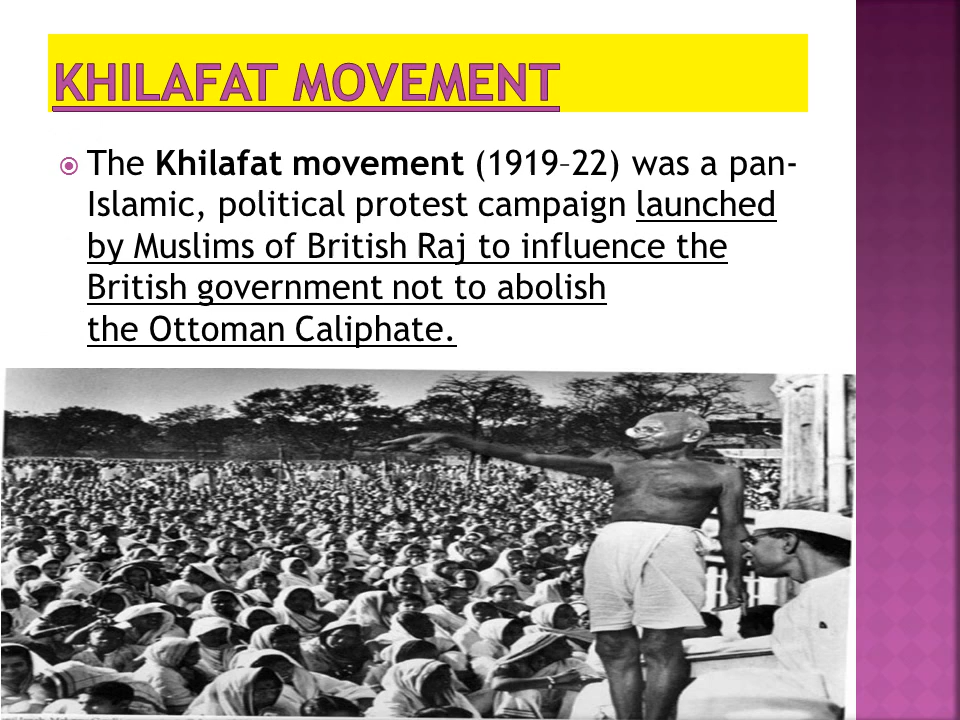 KHILAFAT MOVEMENT
The Khilafat movement (1919–22) was a pan-
Islamic, political protest campaign launched
by Muslims of British Raj to influence the
British government not to abolish
the Ottoman Caliphate.